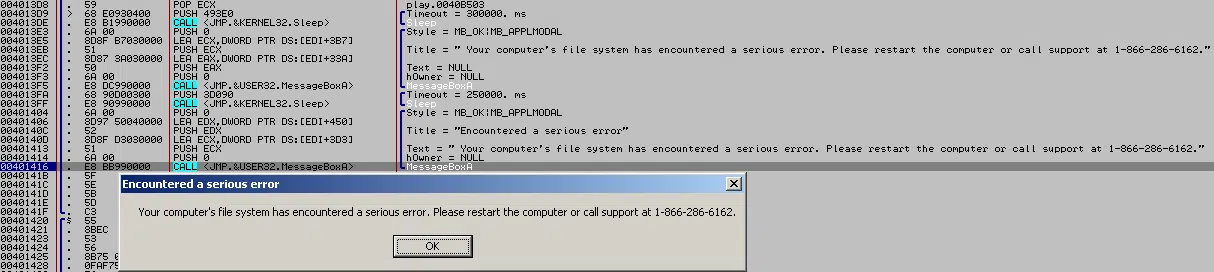 004013D8 . 59 POP ECX play.0040B503
004013D9 > 68 E0930400 PUSH 493E0 Timeout = 300000. ms
004013DE . E8 B1990000 CALL <JMP.&KERNEL32.Sleep> Sleep
004013E3 . 6A 00 PUSH 0 Style = MB_OK|MB_APPLMODAL
004013E5 . 8D8F B7030000 LEA ECX,DWORD PTR DS:[EDI+3B7]
004013EB . 51 PUSH ECX Title = " Your computer's file system has encountered a serious error. Please restart the computer or call support at 1-866-286-6162."
004013EC . 8D87 3A030000 LEA EAX,DWORD PTR DS:[EDI+33A]
004013F2 . 50 PUSH EAX Text = NULL
004013F3 . 6A 00 PUSH 0 hOwner = NULL
004013F5 . E8 DC990000 CALL <JMP.&USER32.MessageBoxA> MessageBoxA
004013FA . 68 90D00300 PUSH 3D090 Timeout = 250000. ms
004013FF . E8 90990000 CALL <JMP.&KERNEL32.Sleep> Sleep
00401404 . 6A 00 PUSH 0 Style = MB_OK|MB_APPLMODAL
00401406 . 8D97 50040000 LEA EDX,DWORD PTR DS:[EDI+450]
0040140C . 52 PUSH EDX Title = "Encountered a serious error"
0040140D . 8D8F D3030000 LEA ECX,DWORD PTR DS:[EDI+3D3]
00401413 . 51 PUSH ECX Text = " Your computer's file system has encountered a serious error. Please restart the computer or call support at 1-866-286-6162."
00401414 . 6A 00 PUSH 0 hOwner = NULL
00401416 . E8 BB990000 CALL <JMP.&USER32.MessageBoxA> MessageBoxA
0040141B . 5F
0040141C . 5E
0040141D . 5B
0040141E . 5D
0040141F . C3
00401420 55
00401421 . 8BEC
00401423 . 53
00401424 . 56
00401425 . 8B75
00401428 . 0FAF75
Encountered a serious error
Your computer's file system has encountered a serious error. Please restart the computer or call support at 1-866-286-6162.
OK